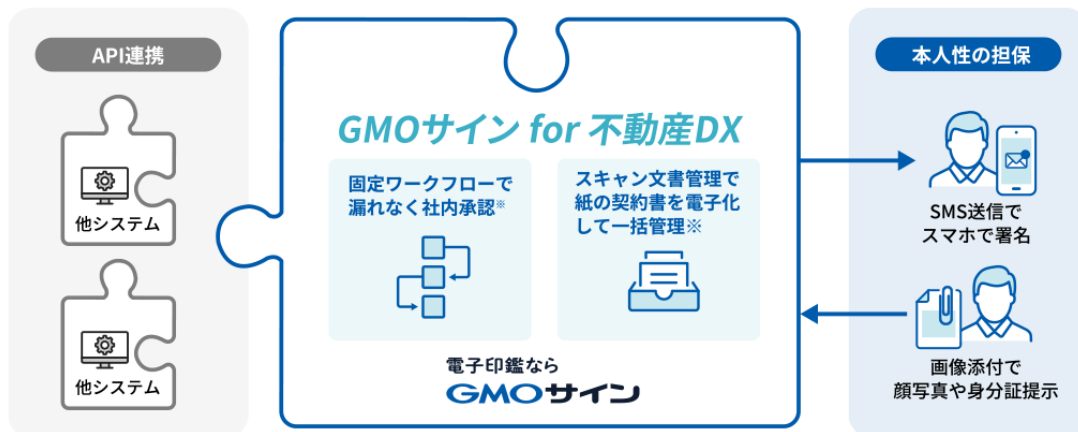 API連携
他システム
他システム
GMOサイン for 不動産DX
固定ワークフローで
漏れなく社内承認※
スキャン文書管理で
紙の契約書を電子化
して一括管理※
電子印鑑なら
GMOサイン
本人性の担保
SMS送信で
スマホで署名
画像添付で
顔写真や身分証提示